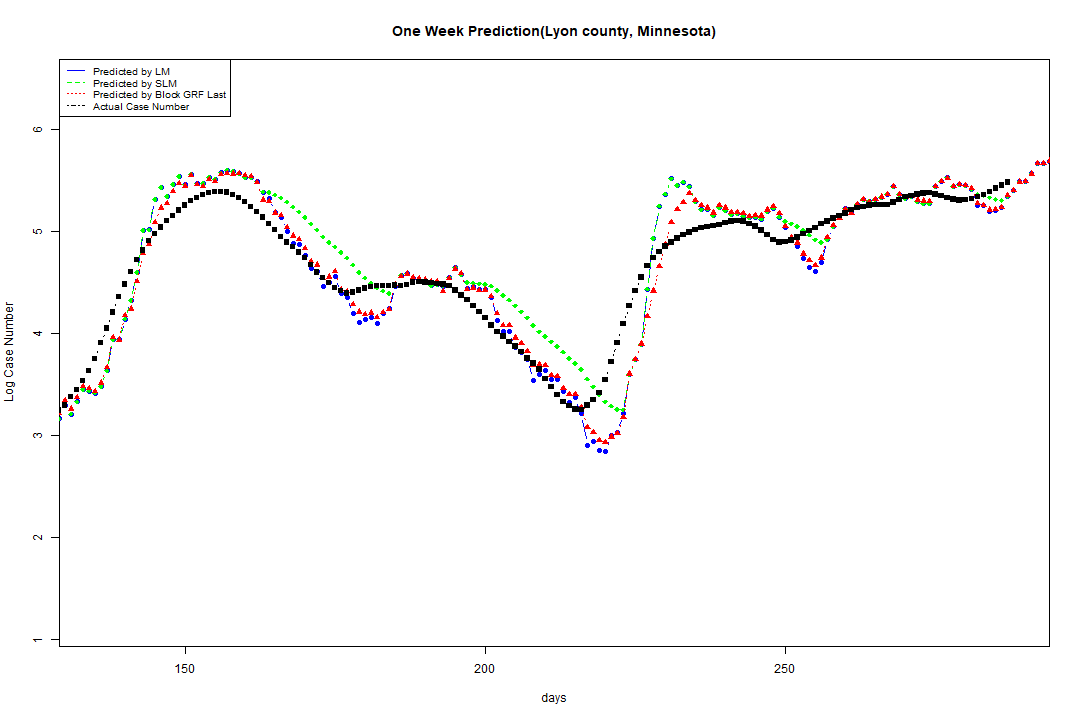 One Week Prediction(Lyon county, Minnesota)
Predicted by LM
Predicted by SLM
Predicted by Block GRF Last
Actual Case Number
Log Case Number
6
5
4
3
2
1
150
200
250
days